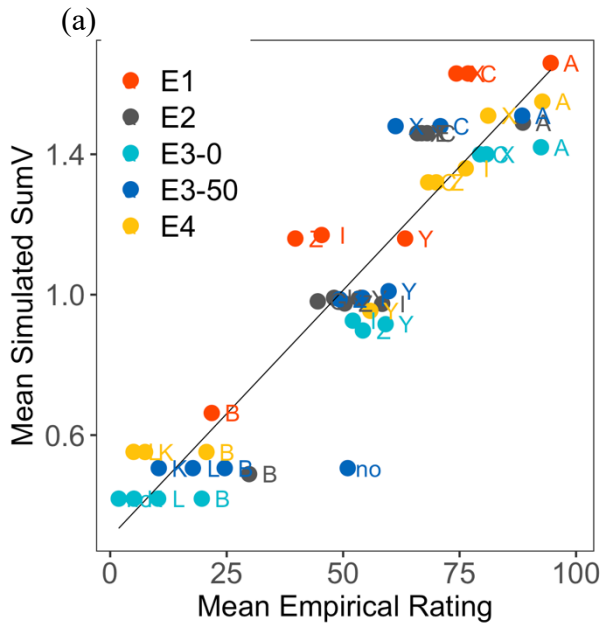 (a)
E1
E2
E3-0
E3-50
E4
X C A
X A
X C A
C A
C X
C Z I
Z I Y
Y
I
Y
I Z Y
B
L K B
K L B no
B
L B
1.4
1.0
0.6
0 25 50 75 100
Mean Simulated SumV
Mean Empirical Rating